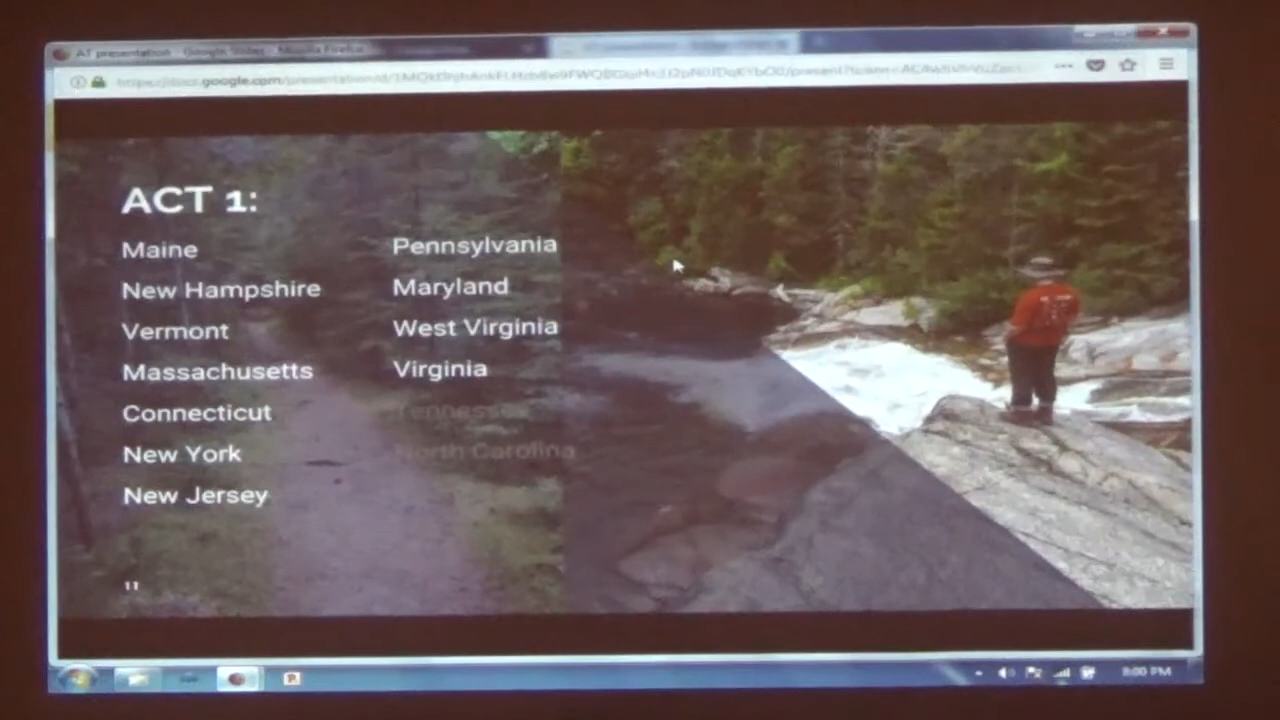 AT presentation - Google Slides - Mozilla Firefox
ACT 1:
Maine
New Hampshire
Vermont
Massachusetts
Connecticut
New York
New Jersey
Pennsylvania
Maryland
West Virginia
Virginia
Tennessee
North Carolina
11
8:00 PM